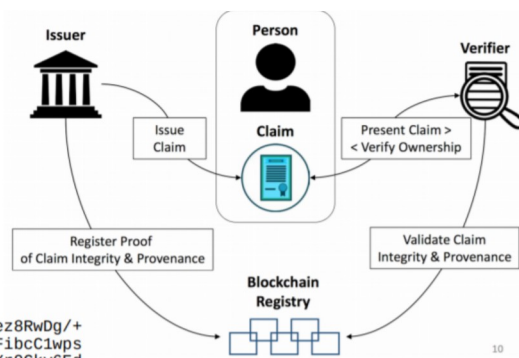 Issuer
Person
Verifier
Issue
Claim
Claim
Present Claim >
< Verify Ownership
Register Proof
of Claim Integrity & Provenance
Validate Claim
Integrity & Provenance
Blockchain
Registry
ez8RwDg/+
FibcC1wps
10